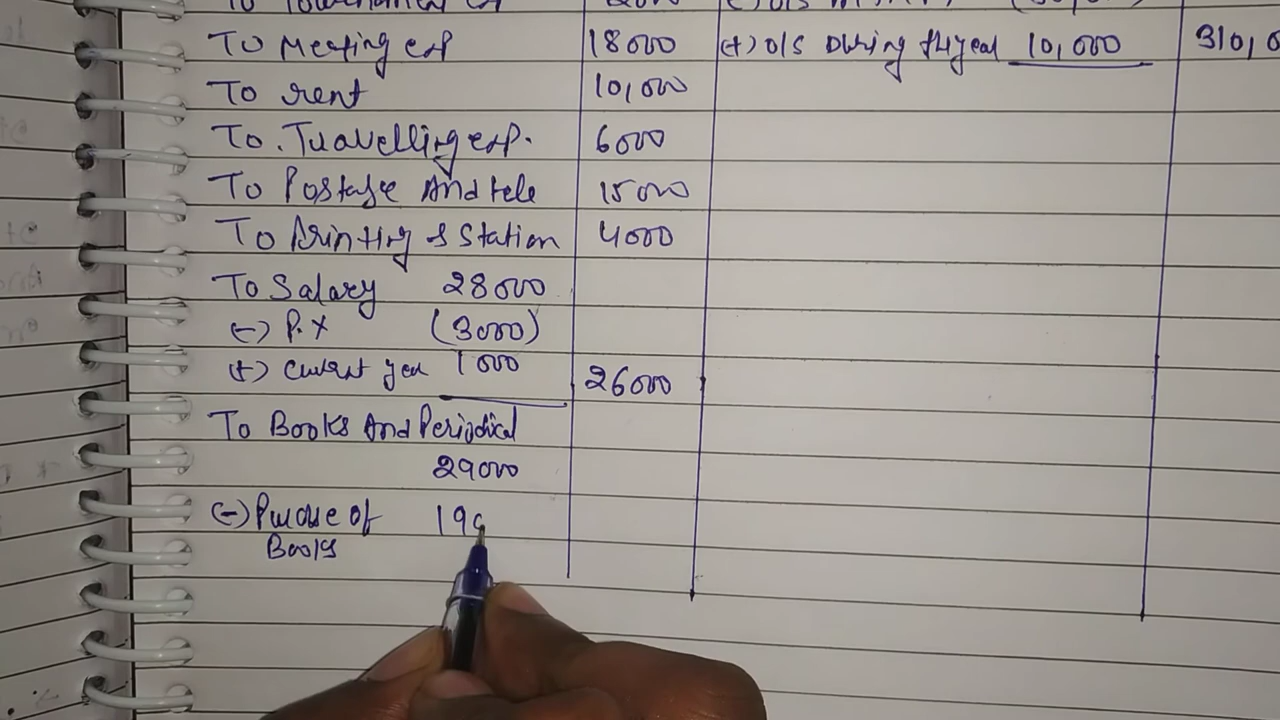 To Meeting exp 18000 (+) o/s During the year 10,000 310,0
To rent 10,000
To. Travelling exp. 6000
To Postage And tele 15000
To Printing & Station 4000
To Salary 28000
(-) P.Y (3000)
(+) Current year 1000 26000
To Books And Periodical
29000
(-) Purchase of 19
Books